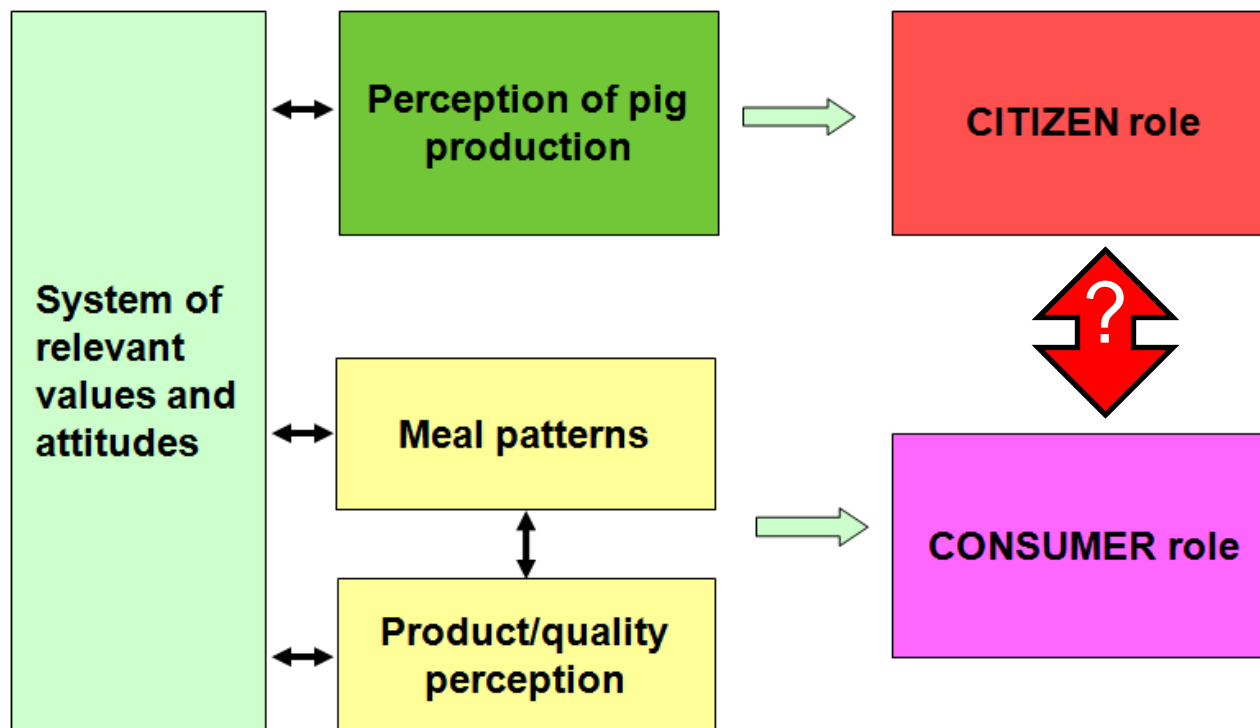 Perception of pig
production
CITIZEN role
System of
relevant
values and
attitudes
?
Meal patterns
CONSUMER role
Product/quality
perception